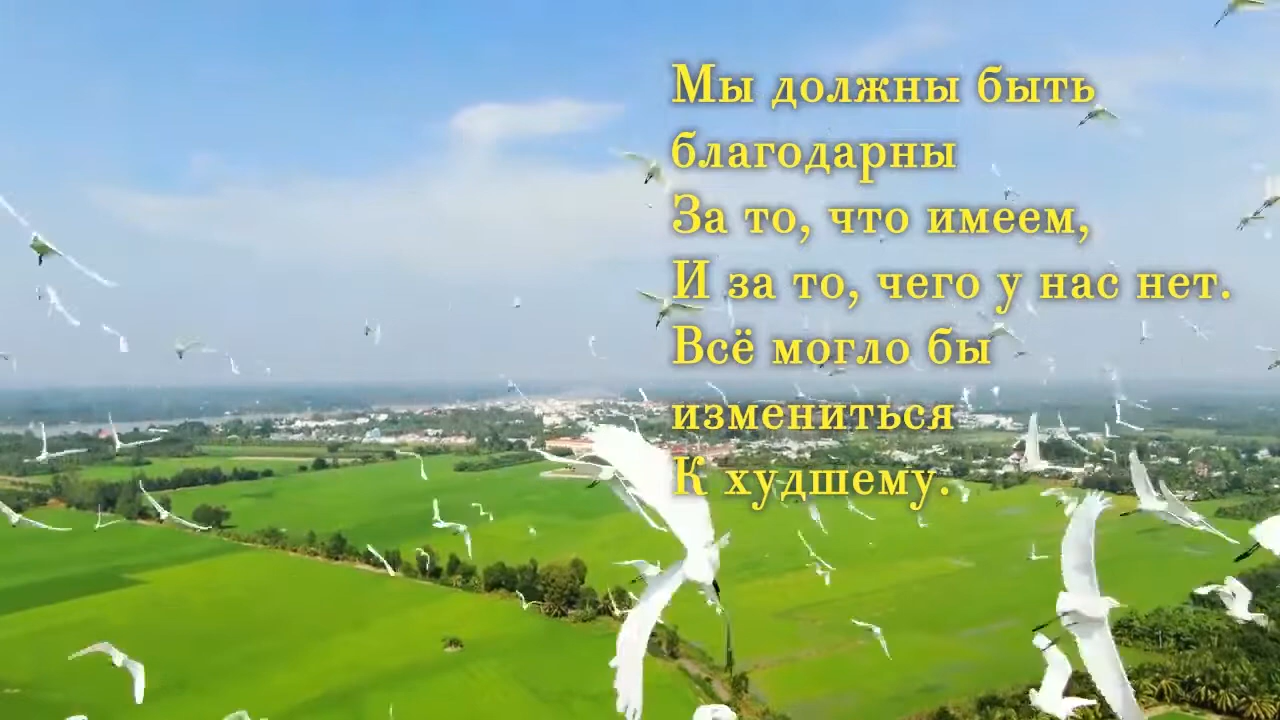 Мы должны быть
благодарны
За то, что имеем,
И за то, чего у нас нет.
Всё могло бы
измениться
К худшему.